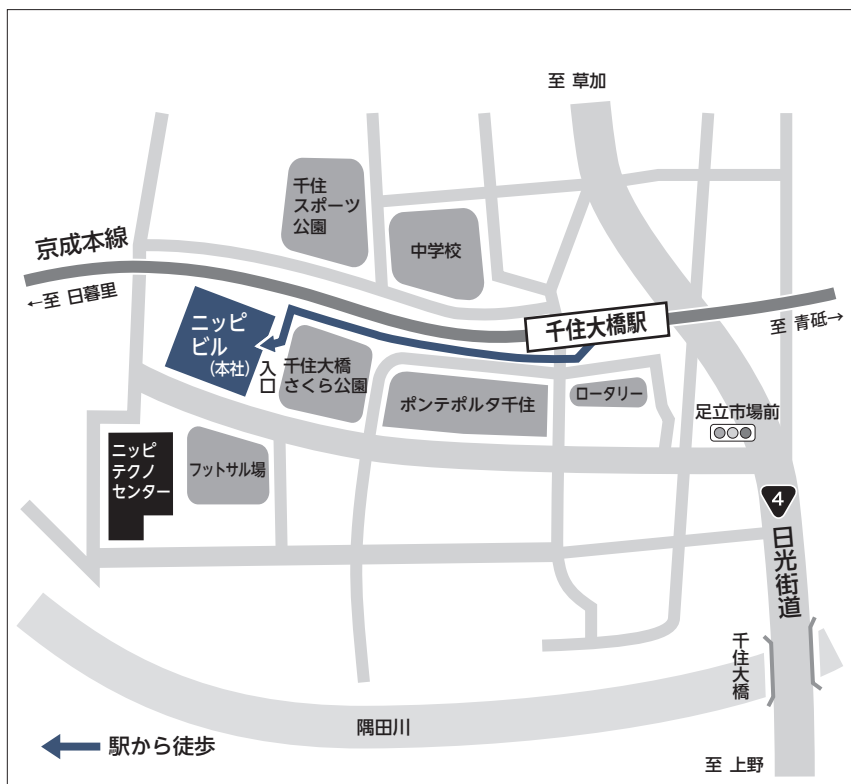 至 草加
千住
スポーツ
公園
中学校
京成本線
←至 日暮里
千住大橋駅
至 青砥→
ニッピ
ビル
(本社)
入口
千住大橋
さくら公園
ポンテポルタ千住
ロータリー
足立市場前
ニッピ
テクノ
センター
フットサル場
4
日光街道
千住大橋
隅田川
駅から徒歩
至 上野